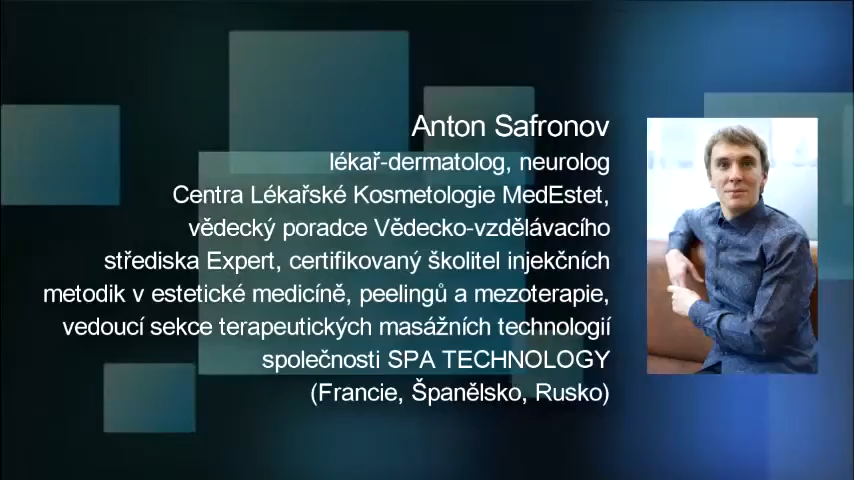 Anton Safronov
lékař-dermatolog, neurolog
Centra Lékařské Kosmetologie MedEstet,
vědecký poradce Vědecko-vzdělávacího
střediska Expert, certifikovaný školitel injekčních
metodik v estetické medicíně, peelingů a mezoterapie,
vedoucí sekce terapeutických masážních technologií
společnosti SPA TECHNOLOGY
(Francie, Španělsko, Rusko)